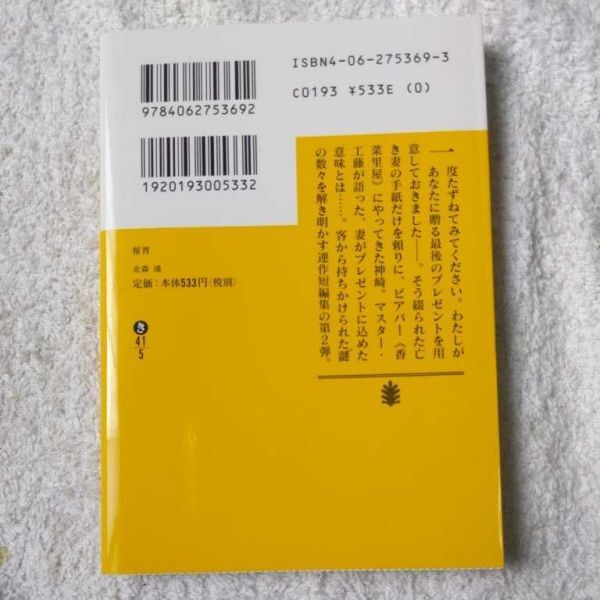 ISBN4-06-275369-3
C0193 ¥533E (0)
9784062753692
1920193005332
一度たずねてみてください。わたしが
あなたに贈る最後のプレゼントを用
意しておきました――。そう綴られた亡
き妻の手紙だけを頼りに、ビアバー《香
菜里屋》にやってきた神崎。マスター・
工藤が語った、妻がプレゼントに込めた
意味とは……。客から持ちかけられた謎
の数々を解き明かす連作短編集の第2弾。
桜宵
北森 鴻
定価:本体533円(税別)
き
41
5